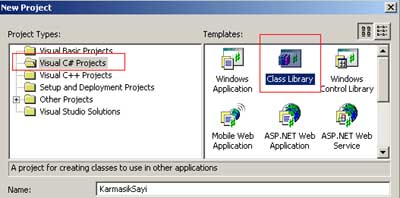 New Project
Project Types:
Templates:
Visual Basic Projects
Visual C# Projects
Visual C++ Projects
Setup and Deployment Projects
Other Projects
Visual Studio Solutions
Windows Application
Class Library
Windows Control Library
Mobile Web Application
ASP.NET Web Application
ASP.NET Web Service
A project for creating classes to use in other applications
Name:
KarmasikSayi